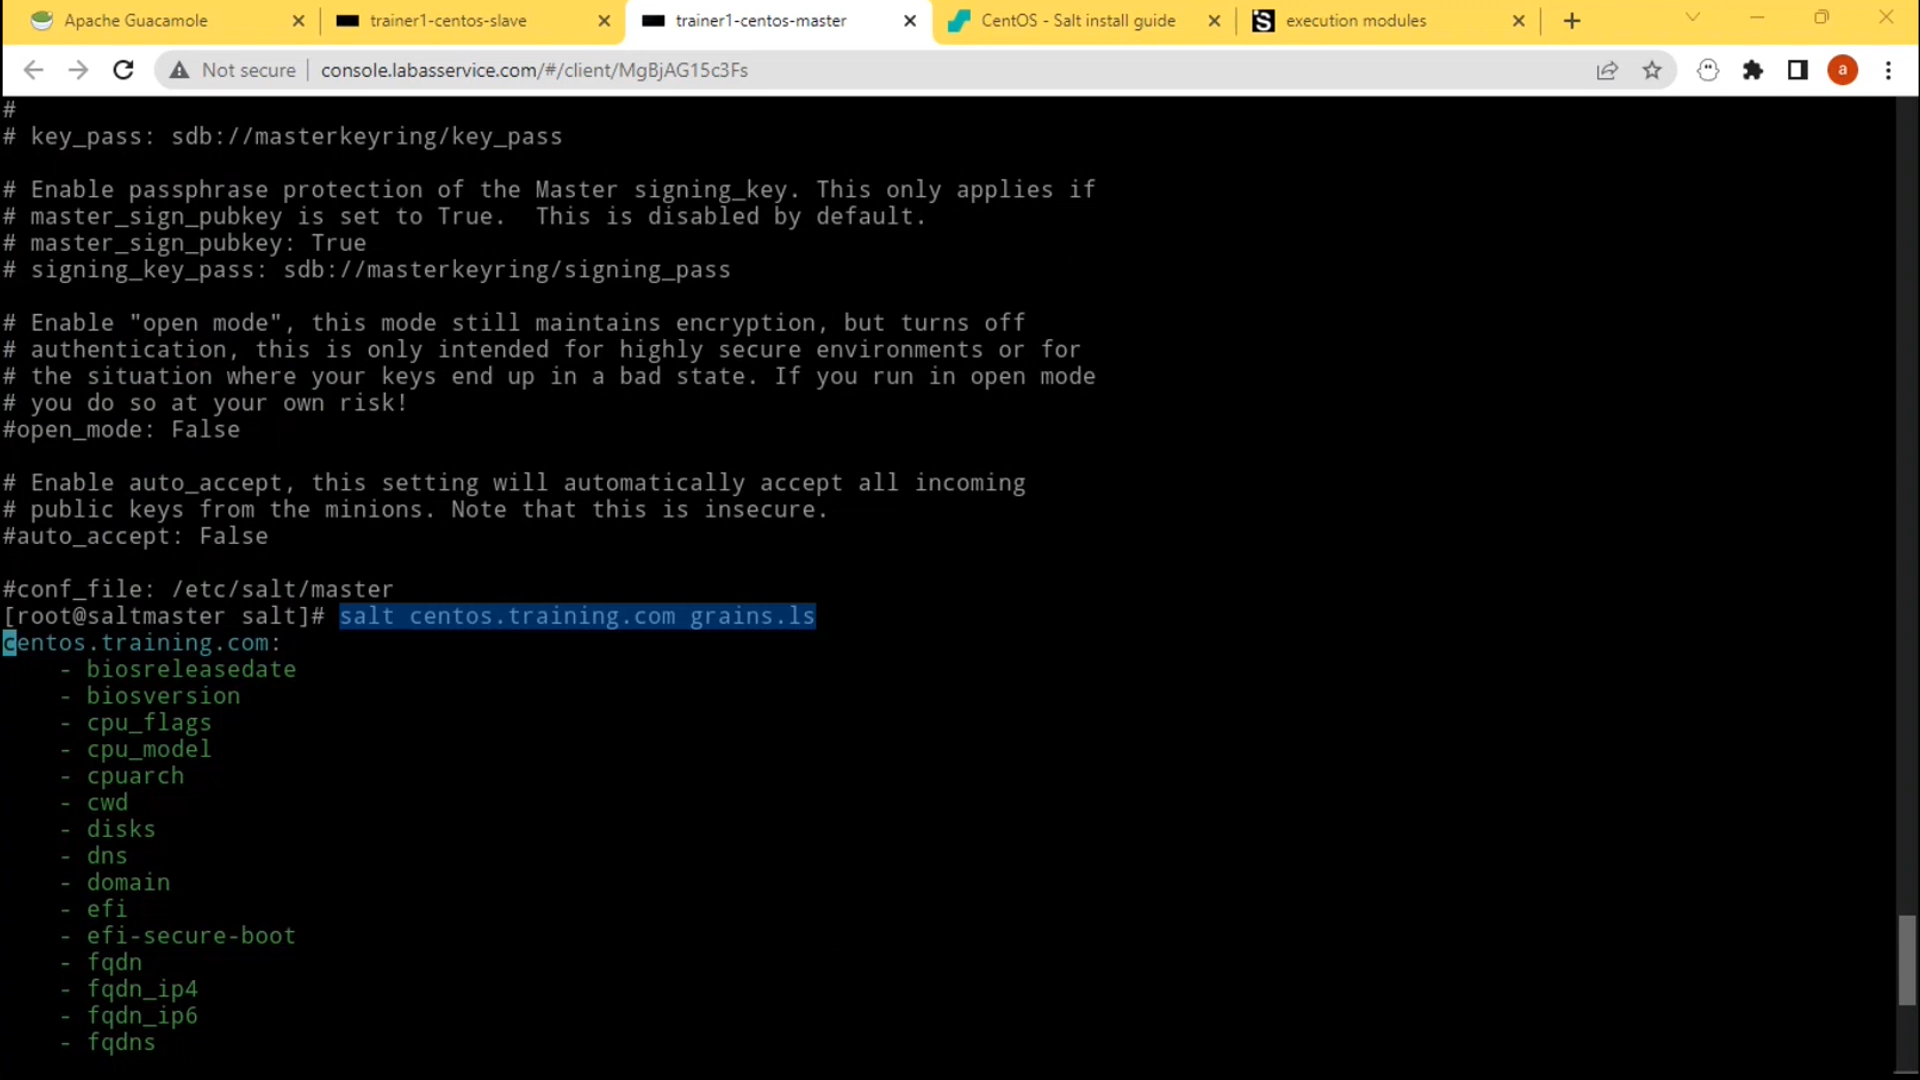 Apache Guacamole
trainer1-centos-slave
trainer1-centos-master
CentOS - Salt install guide
execution modules
Not secure
console.labasservice.com/#/client/MgBjAG15c3Fs
a
#
# key_pass: sdb://masterkeyring/key_pass
# Enable passphrase protection of the Master signing_key. This only applies if
# master_sign_pubkey is set to True.  This is disabled by default.
# master_sign_pubkey: True
# signing_key_pass: sdb://masterkeyring/signing_pass
# Enable "open mode", this mode still maintains encryption, but turns off
# authentication, this is only intended for highly secure environments or for
# the situation where your keys end up in a bad state. If you run in open mode
# you do so at your own risk!
#open_mode: False
# Enable auto_accept, this setting will automatically accept all incoming
# public keys from the minions. Note that this is insecure.
#auto_accept: False
#conf_file: /etc/salt/master
[root@saltmaster salt]# salt centos.training.com grains.ls
centos.training.com:
- biosreleasedate
- biosversion
- cpu_flags
- cpu_model
- cpuarch
- cwd
- disks
- dns
- domain
- efi
- efi-secure-boot
- fqdn
- fqdn_ip4
- fqdn_ip6
- fqdns